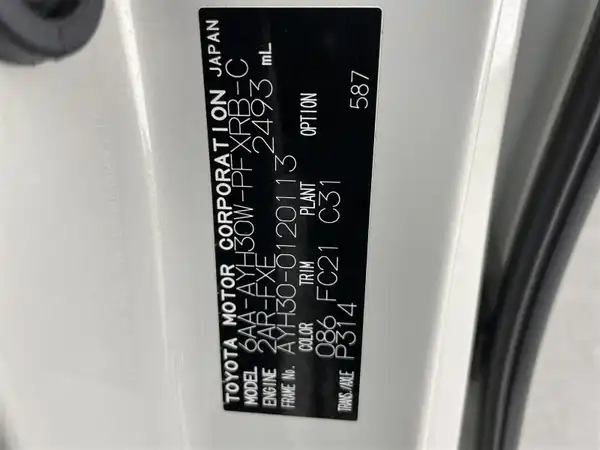 TOYOTA MOTOR CORPORATION JAPAN
MODEL 6AA-AYH30W-PFXRB-C
ENGINE 2AR-FXE 2493 mL
FRAME No. AYH30-0120113
COLOR TRIM PLANT OPTION
086 FC21 C31 587
TRANS./AXLE P314